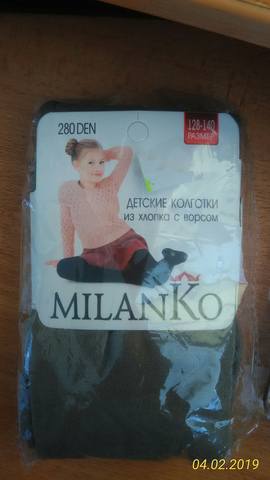 280 DEN
128-140
РАЗМЕР
ДЕТСКИЕ КОЛГОТКИ
ИЗ ХЛОПКА С ВОРСОМ
MILANKO
04.02.2019